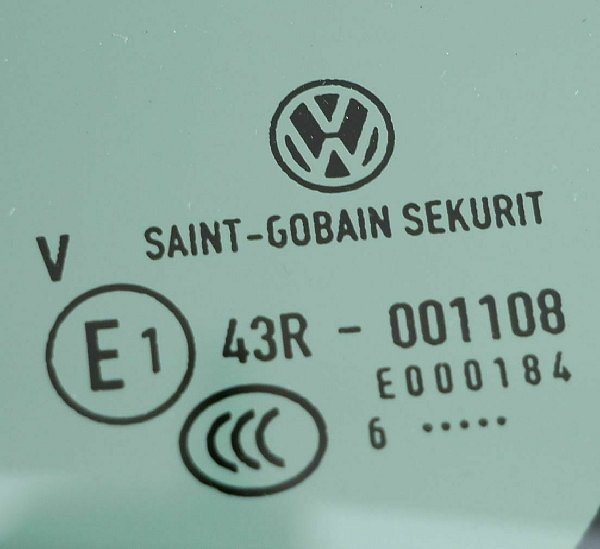 SAINT-GOBAIN SEKURIT
V
E1
43R - 001108
E000184
CCC
6 .....